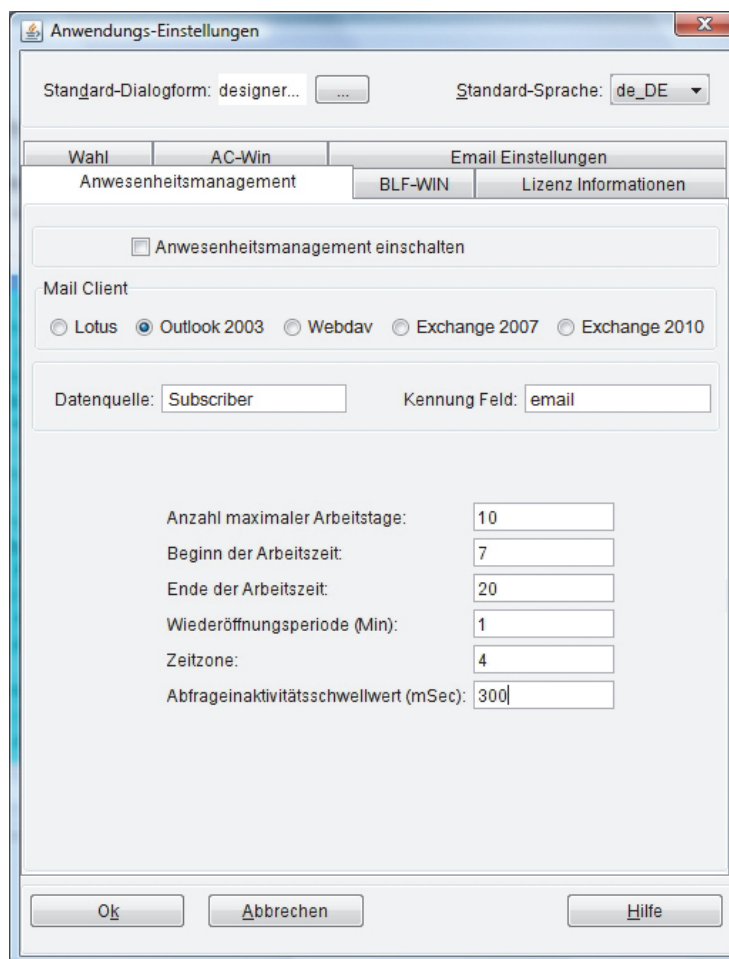 Anwendungs-Einstellungen
Standard-Dialogform: designer... ... Standard-Sprache: de_DE
Wahl AC-Win Email Einstellungen
Anwesenheitsmanagement BLF-WIN Lizenz Informationen
Anwesenheitsmanagement einschalten
Mail Client
Lotus Outlook 2003 Webdav Exchange 2007 Exchange 2010
Datenquelle: Subscriber Kennung Feld: email
Anzahl maximaler Arbeitstage: 10
Beginn der Arbeitszeit: 7
Ende der Arbeitszeit: 20
Wiederöffnungsperiode (Min): 1
Zeitzone: 4
Abfrageinaktivitätsschwellwert (mSec): 300
Ok Abbrechen Hilfe